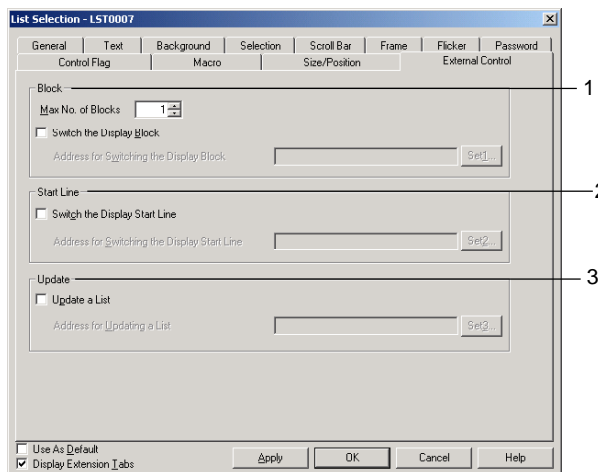 List Selection - LST0007
General Text Background Selection Scroll Bar Frame Flicker Password
Control Flag Macro Size/Position External Control
Block 1
Max No. of Blocks 1
Switch the Display Block
Address for Switching the Display Block Set1...
Start Line 2
Switch the Display Start Line
Address for Switching the Display Start Line Set2...
Update 3
Update a List
Address for Updating a List Set3...
Use As Default
Display Extension Tabs Apply OK Cancel Help